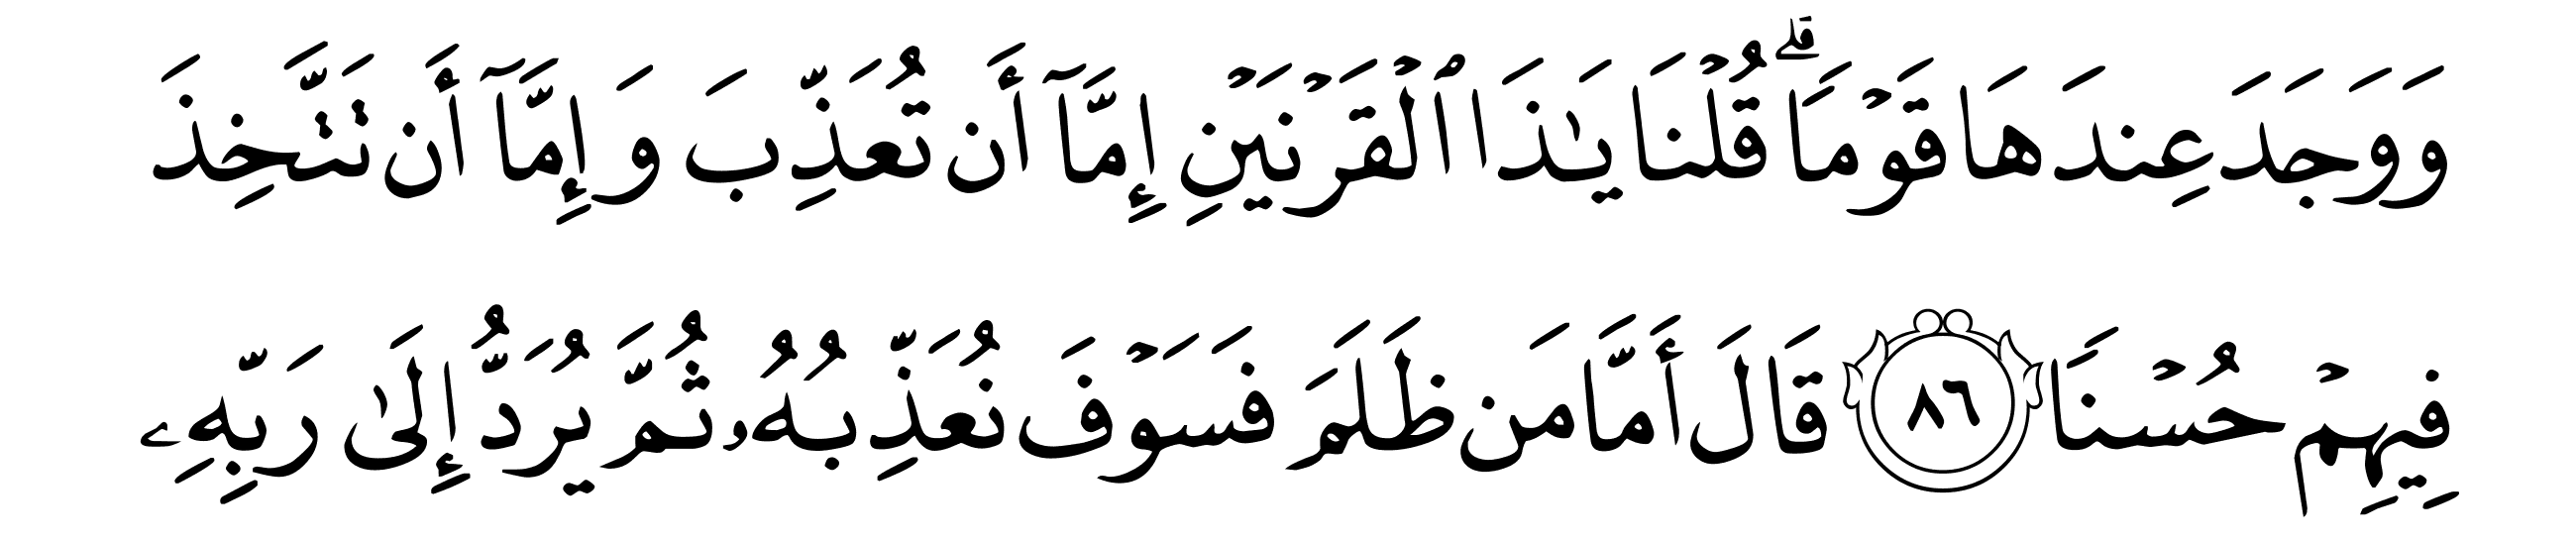 وَوَجَدَ عِندَهَا قَوۡمٗاۖ قُلۡنَا يَٰذَا ٱلۡقَرۡنَيۡنِ إِمَّآ أَن تُعَذِّبَ وَإِمَّآ أَن تَتَّخِذَ
فِيهِمۡ حُسۡنٗا ٨٦ قَالَ أَمَّا مَن ظَلَمَ فَسَوۡفَ نُعَذِّبُهُۥ ثُمَّ يُرَدُّ إِلَىٰ رَبِّهِۦ